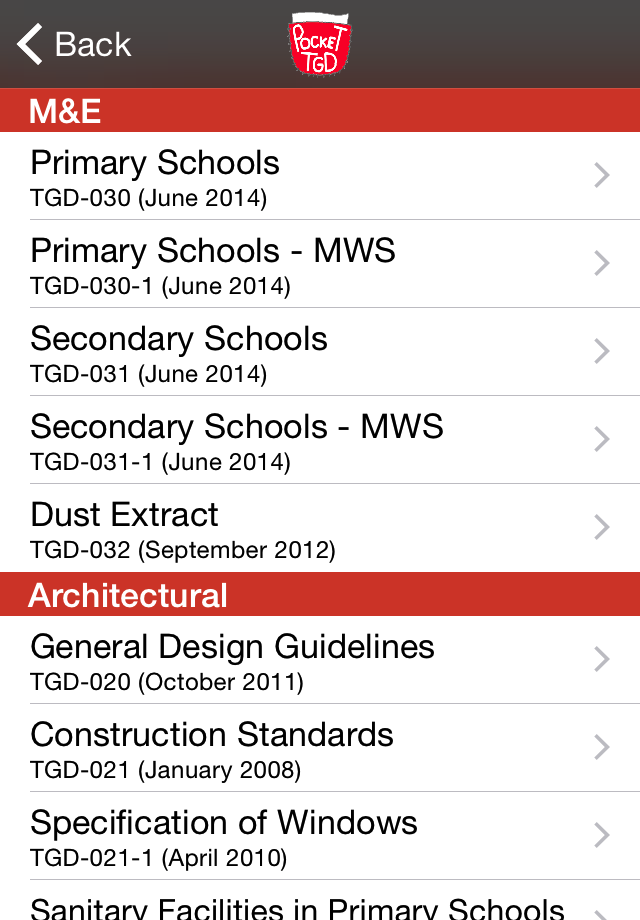 Back
POCKET
TGD
M&E
Primary Schools
TGD-030 (June 2014)
Primary Schools - MWS
TGD-030-1 (June 2014)
Secondary Schools
TGD-031 (June 2014)
Secondary Schools - MWS
TGD-031-1 (June 2014)
Dust Extract
TGD-032 (September 2012)
Architectural
General Design Guidelines
TGD-020 (October 2011)
Construction Standards
TGD-021 (January 2008)
Specification of Windows
TGD-021-1 (April 2010)
Sanitary Facilities in Primary Schools